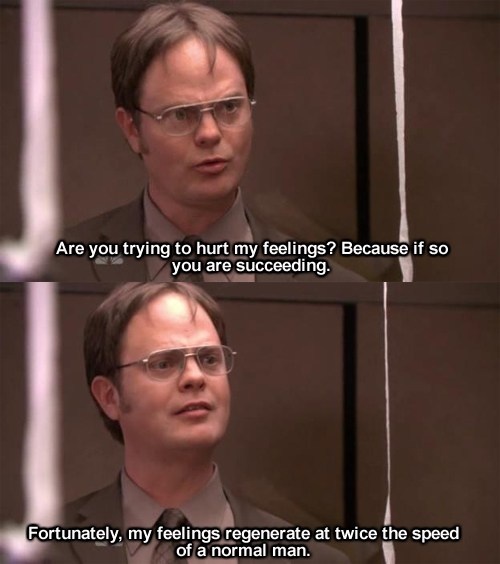 Are you trying to hurt my feelings? Because if so
you are succeeding.
Fortunately, my feelings regenerate at twice the speed
of a normal man.